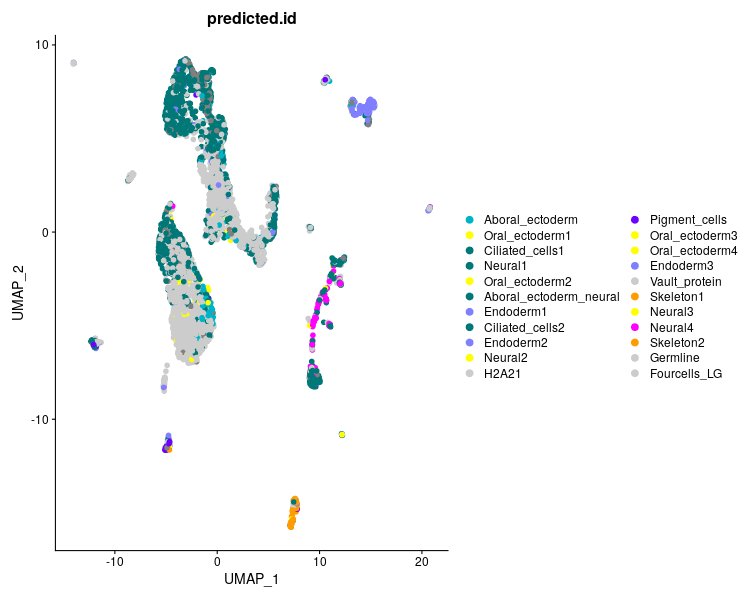 predicted.id
10
0
-10
UMAP_2
-10
0
10
20
UMAP_1
Aboral_ectoderm
Oral_ectoderm1
Ciliated_cells1
Neural1
Oral_ectoderm2
Aboral_ectoderm_neural
Endoderm1
Ciliated_cells2
Endoderm2
Neural2
H2A21
Pigment_cells
Oral_ectoderm3
Oral_ectoderm4
Endoderm3
Vault_protein
Skeleton1
Neural3
Neural4
Skeleton2
Germline
Fourcells_LG